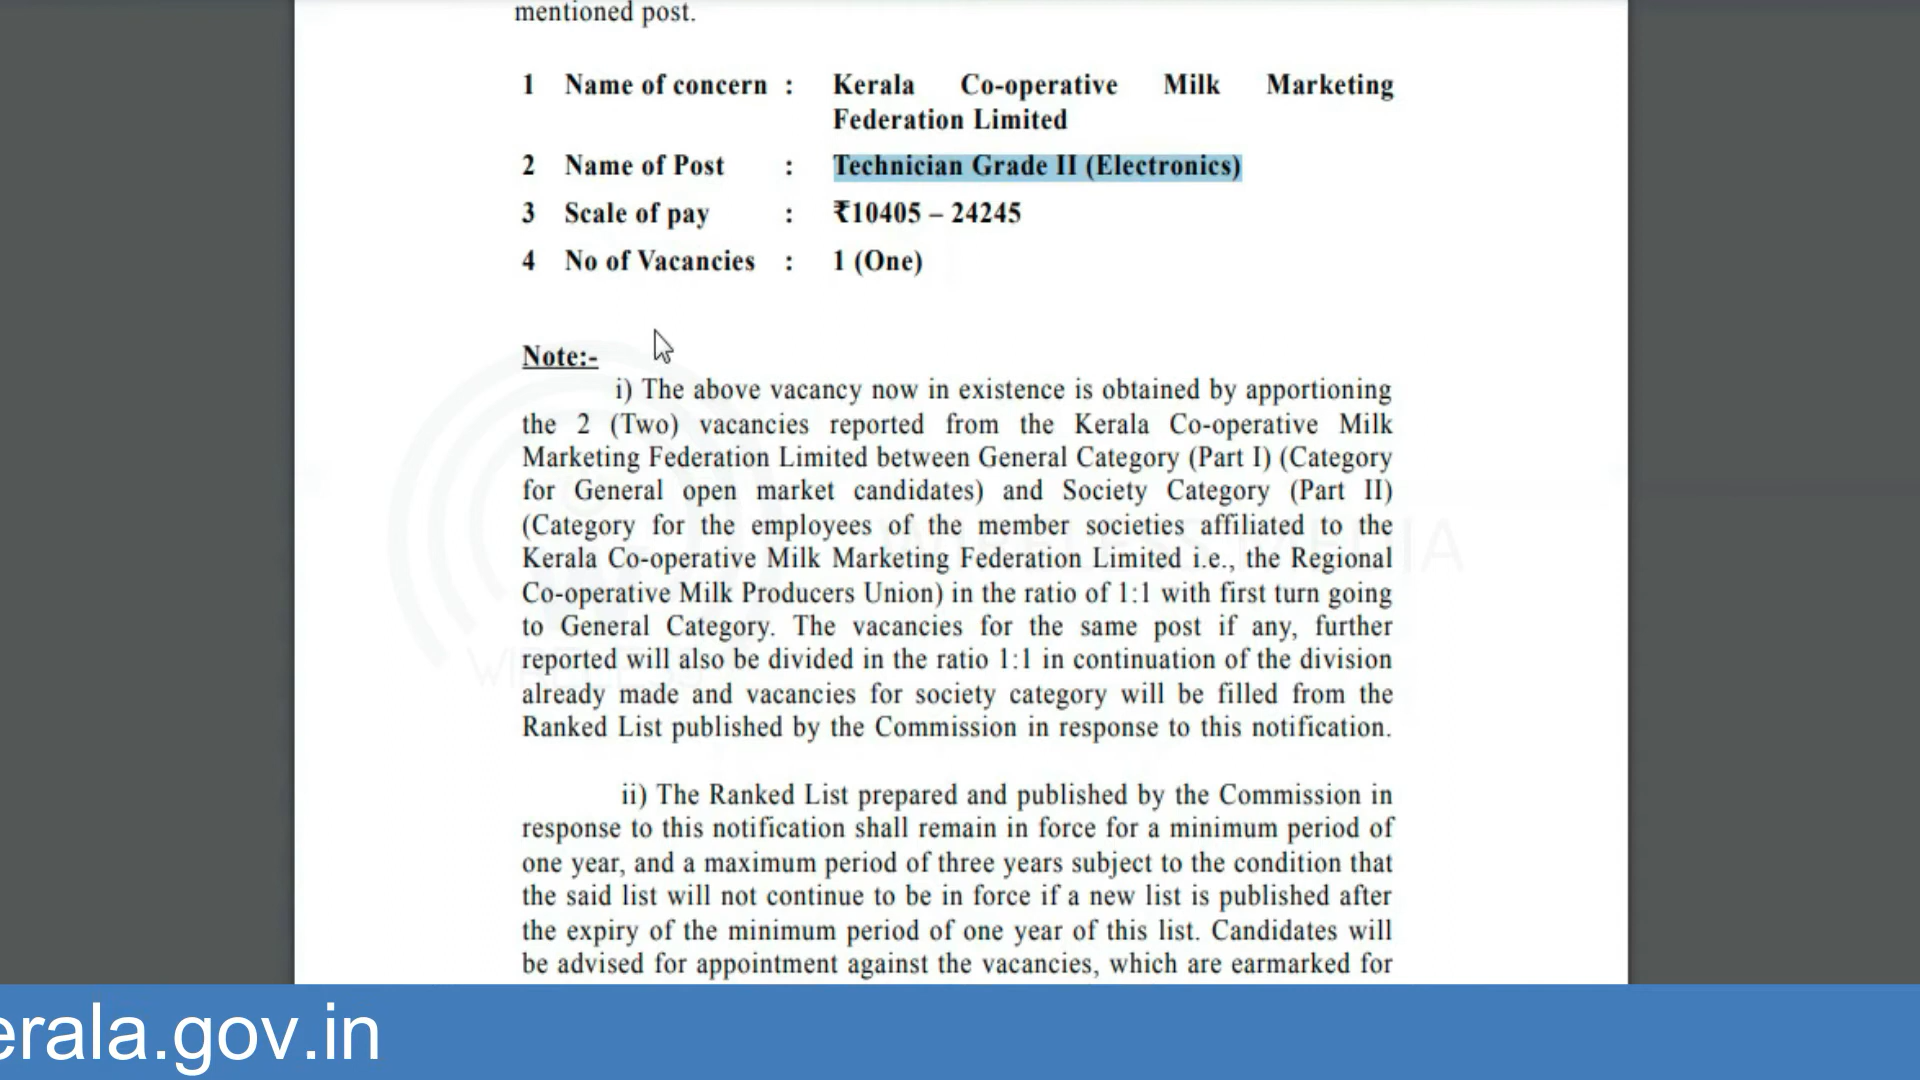 mentioned post.
1 Name of concern : Kerala Co-operative Milk Marketing
Federation Limited
2 Name of Post : Technician Grade II (Electronics)
3 Scale of pay : ₹10405 – 24245
4 No of Vacancies : 1 (One)
Note:-
i) The above vacancy now in existence is obtained by apportioning
the 2 (Two) vacancies reported from the Kerala Co-operative Milk
Marketing Federation Limited between General Category (Part I) (Category
for General open market candidates) and Society Category (Part II)
(Category for the employees of the member societies affiliated to the
Kerala Co-operative Milk Marketing Federation Limited i.e., the Regional
Co-operative Milk Producers Union) in the ratio of 1:1 with first turn going
to General Category. The vacancies for the same post if any, further
reported will also be divided in the ratio 1:1 in continuation of the division
already made and vacancies for society category will be filled from the
Ranked List published by the Commission in response to this notification.
ii) The Ranked List prepared and published by the Commission in
response to this notification shall remain in force for a minimum period of
one year, and a maximum period of three years subject to the condition that
the said list will not continue to be in force if a new list is published after
the expiry of the minimum period of one year of this list. Candidates will
be advised for appointment against the vacancies, which are earmarked for
erala.gov.in